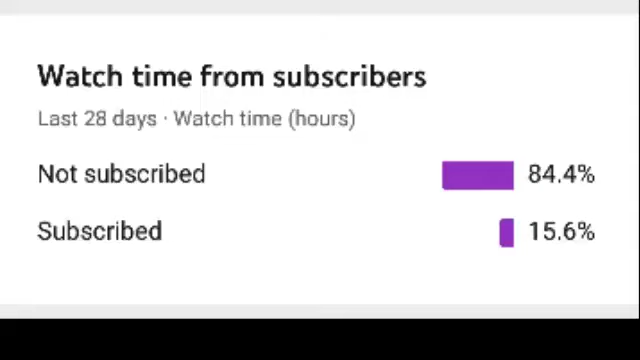 Watch time from subscribers
Last 28 days · Watch time (hours)
Not subscribed 84.4%
Subscribed 15.6%